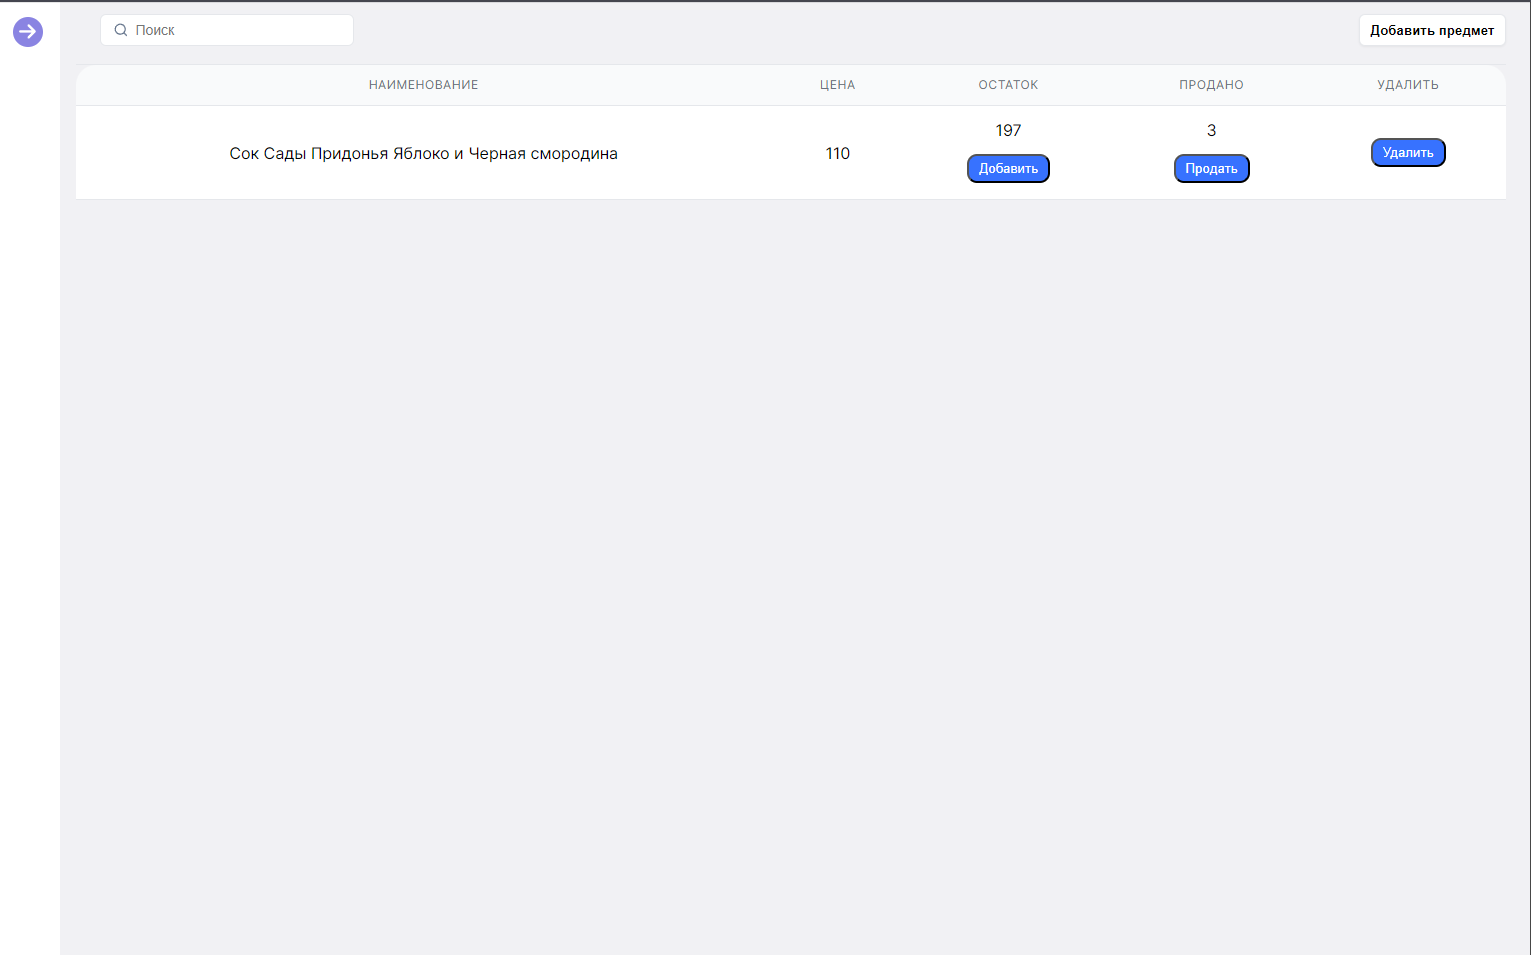 Поиск
Добавить предмет
НАИМЕНОВАНИЕ ЦЕНА ОСТАТОК ПРОДАНО УДАЛИТЬ
Сок Сады Придонья Яблоко и Черная смородина 110 197 3 Удалить
Добавить Продать